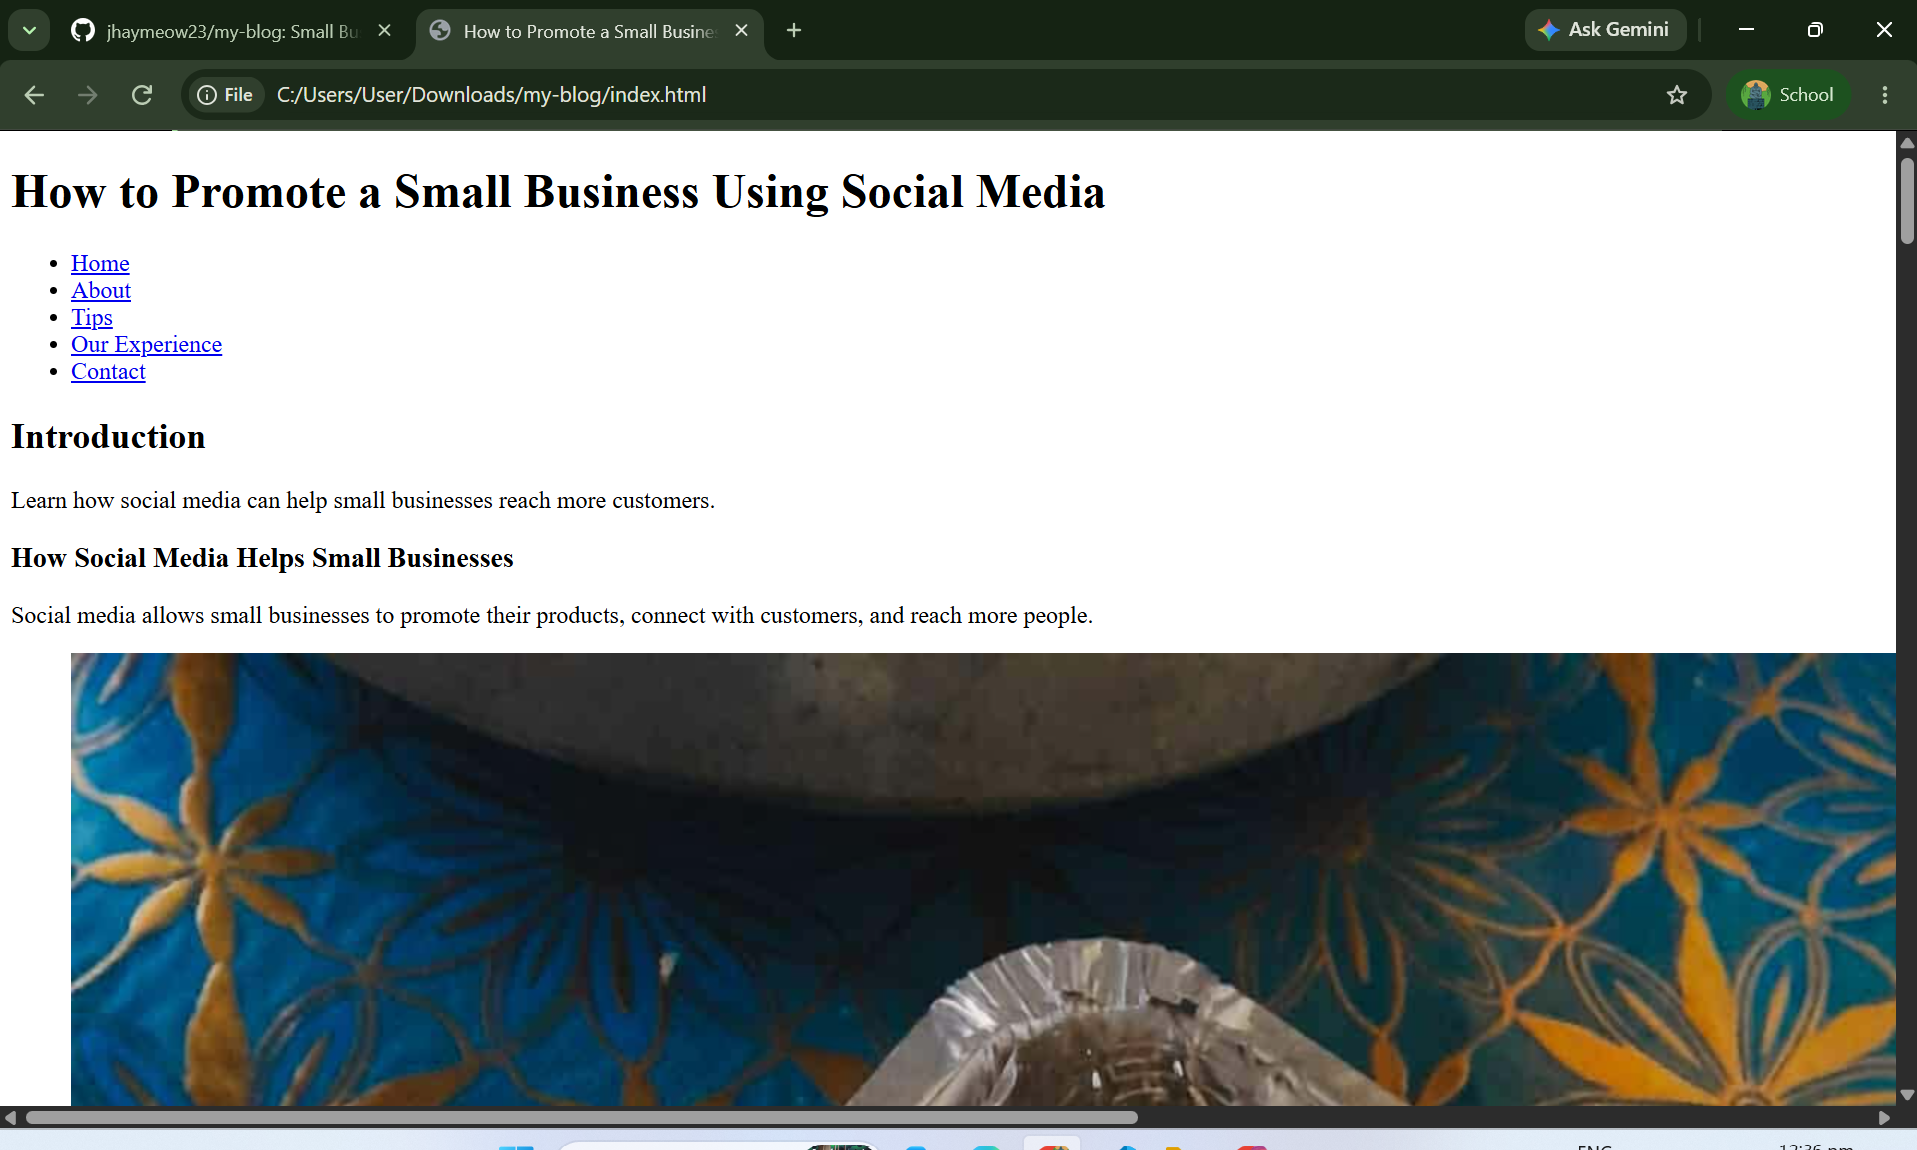 jhaymeow23/my-blog: Small Bu
How to Promote a Small Busine
Ask Gemini
File
C:/Users/User/Downloads/my-blog/index.html
School
How to Promote a Small Business Using Social Media
Home
About
Tips
Our Experience
Contact
Introduction
Learn how social media can help small businesses reach more customers.
How Social Media Helps Small Businesses
Social media allows small businesses to promote their products, connect with customers, and reach more people.